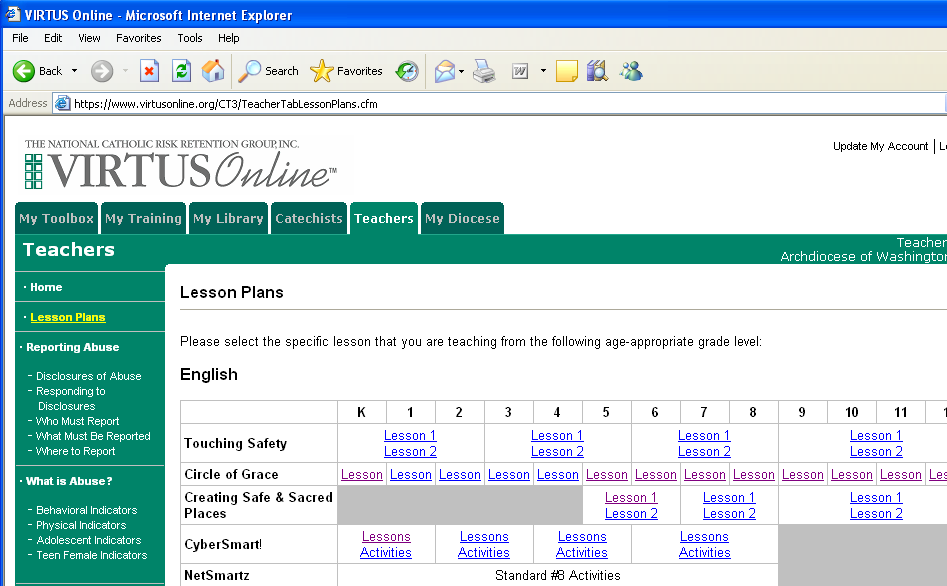 VIRTUS Online - Microsoft Internet Explorer
File Edit View Favorites Tools Help
Back Search Favorites
Address https://www.virtusonline.org/CT3/TeacherTabLessonPlans.cfm
THE NATIONAL CATHOLIC RISK RETENTION GROUP, INC.
VIRTUS Online™
Update My Account
My Toolbox My Training My Library Catechists Teachers My Diocese
Teachers
Teacher
Archdiocese of Washington
· Home
· Lesson Plans
· Reporting Abuse
- Disclosures of Abuse
- Responding to
Disclosures
- Who Must Report
- What Must Be Reported
- Where to Report
· What is Abuse?
- Behavioral Indicators
- Physical Indicators
- Adolescent Indicators
- Teen Female Indicators
Lesson Plans
Please select the specific lesson that you are teaching from the following age-appropriate grade level:
English
K 1 2 3 4 5 6 7 8 9 10 11
Touching Safety
Lesson 1 Lesson 1 Lesson 1 Lesson 1
Lesson 2 Lesson 2 Lesson 2 Lesson 2
Circle of Grace Lesson Lesson Lesson Lesson Lesson Lesson Lesson Lesson Lesson Lesson Lesson Lesson
Creating Safe & Sacred
Places
Lesson 1 Lesson 1 Lesson 1
Lesson 2 Lesson 2 Lesson 2
CyberSmart!
Lessons Lessons Lessons Lessons
Activities Activities Activities Activities
NetSmartz Standard #8 Activities